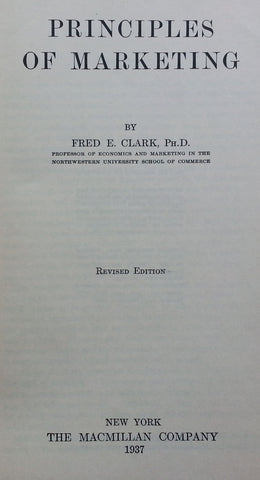 PRINCIPLES
OF MARKETING
BY
FRED E. CLARK, PH.D.
PROFESSOR OF ECONOMICS AND MARKETING IN THE
NORTHWESTERN UNIVERSITY SCHOOL OF COMMERCE
REVISED EDITION
NEW YORK
THE MACMILLAN COMPANY
1937